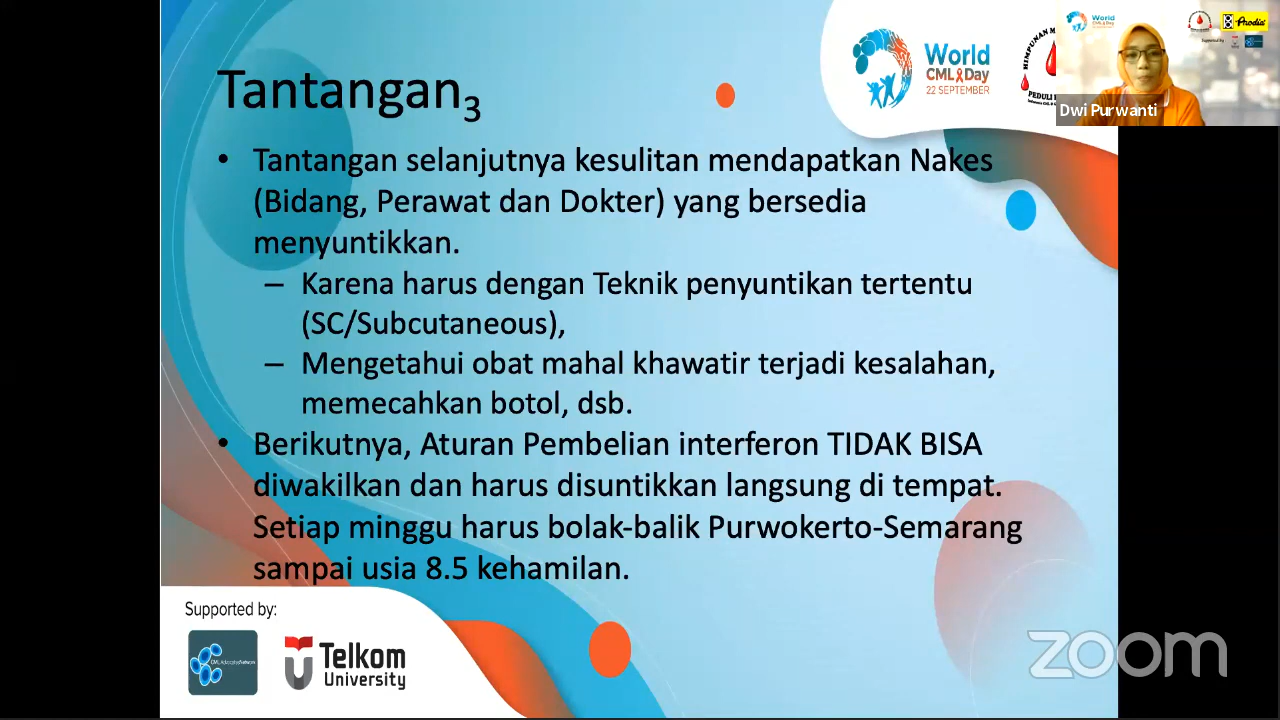 Tantangan3
World
CML Day
22 SEPTEMBER
World
Prodia
Dwi Purwanti
• Tantangan selanjutnya kesulitan mendapatkan Nakes
(Bidang, Perawat dan Dokter) yang bersedia
menyuntikkan.
– Karena harus dengan Teknik penyuntikan tertentu
(SC/Subcutaneous),
– Mengetahui obat mahal khawatir terjadi kesalahan,
memecahkan botol, dsb.
• Berikutnya, Aturan Pembelian interferon TIDAK BISA
diwakilkan dan harus disuntikkan langsung di tempat.
Setiap minggu harus bolak-balik Purwokerto-Semarang
sampai usia 8.5 kehamilan.
Supported by:
Telkom
University
zoom